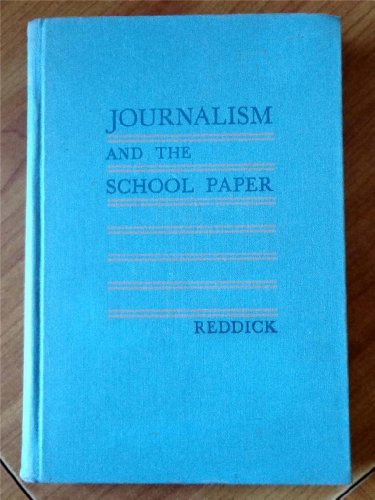 JOURNALISM
AND THE
SCHOOL PAPER
REDDICK